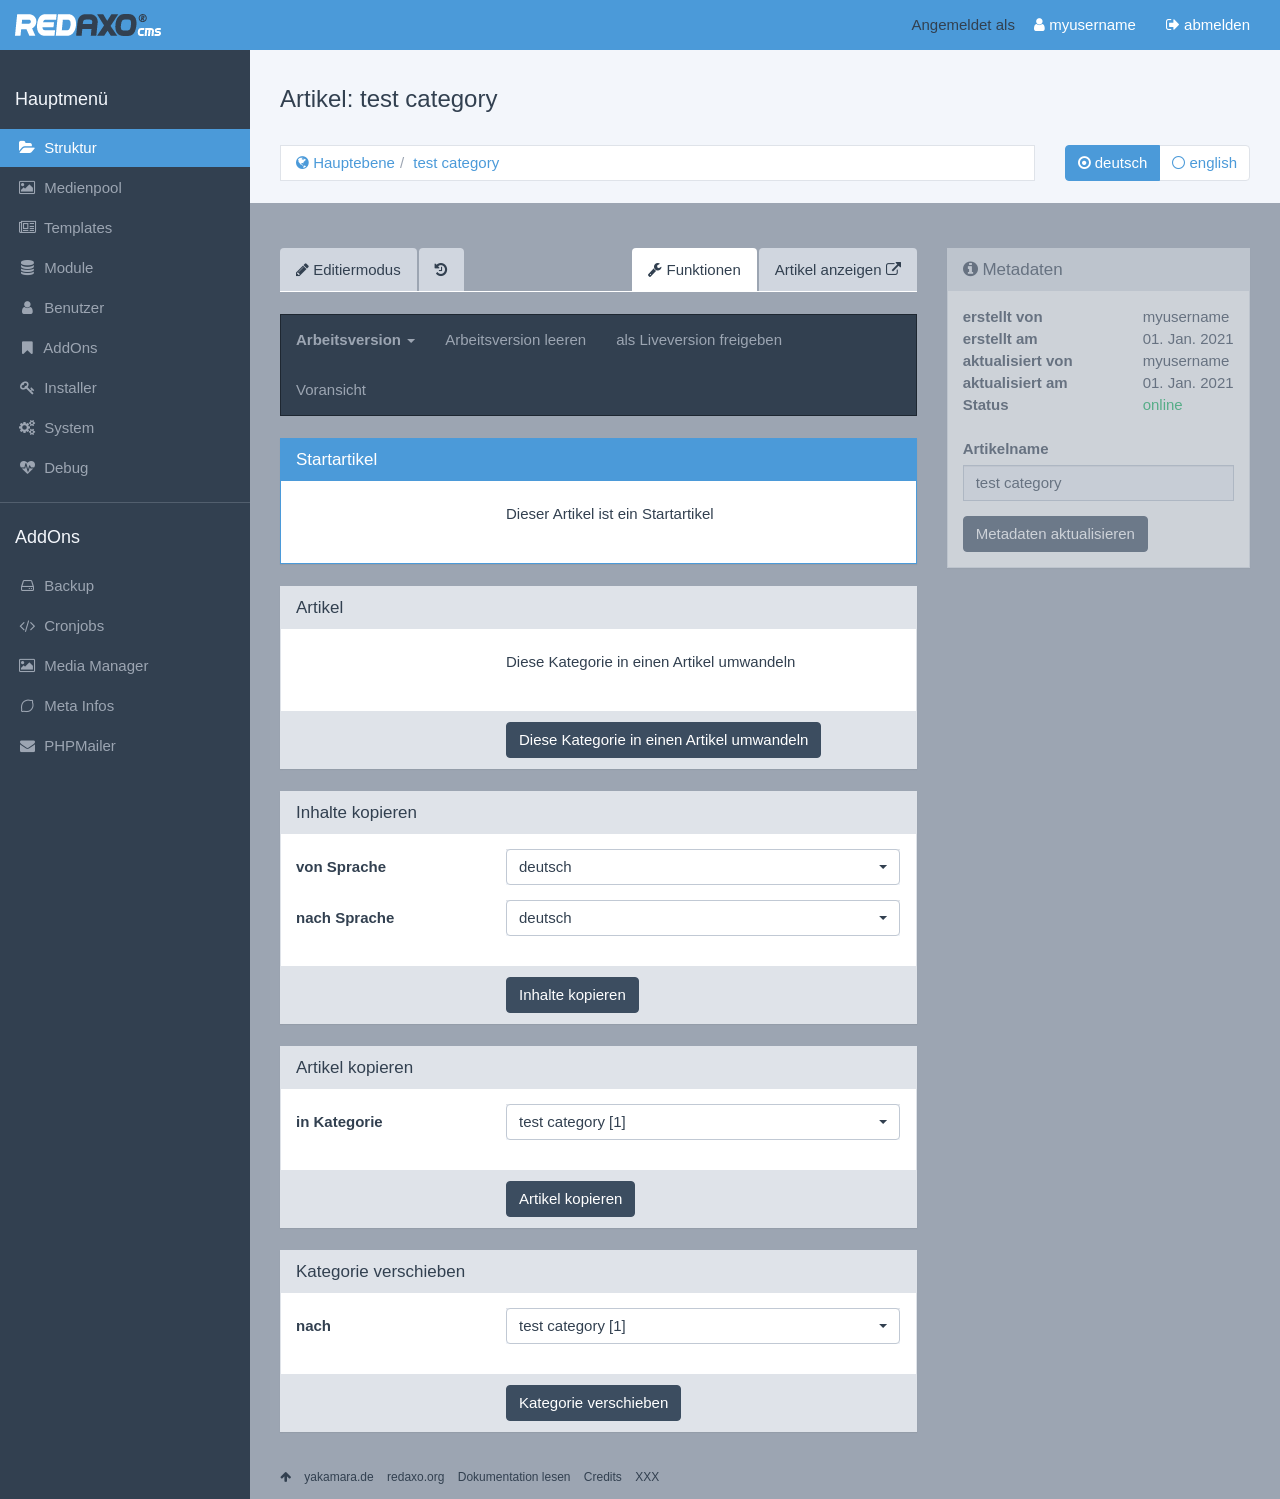 REDAXO® cms
Angemeldet als myusername abmelden
Hauptmenü
Struktur
Medienpool
Templates
Module
Benutzer
AddOns
Installer
System
Debug
AddOns
Backup
Cronjobs
Media Manager
Meta Infos
PHPMailer
Artikel: test category
Hauptebene / test category
deutsch english
Editiermodus
Funktionen Artikel anzeigen
Arbeitsversion Arbeitsversion leeren als Liveversion freigeben
Voransicht
Startartikel
Dieser Artikel ist ein Startartikel
Artikel
Diese Kategorie in einen Artikel umwandeln
Diese Kategorie in einen Artikel umwandeln
Inhalte kopieren
von Sprache deutsch
nach Sprache deutsch
Inhalte kopieren
Artikel kopieren
in Kategorie test category [1]
Artikel kopieren
Kategorie verschieben
nach test category [1]
Kategorie verschieben
Metadaten
erstellt von myusername
erstellt am 01. Jan. 2021
aktualisiert von myusername
aktualisiert am 01. Jan. 2021
Status online
Artikelname
test category
Metadaten aktualisieren
yakamara.de redaxo.org Dokumentation lesen Credits XXX